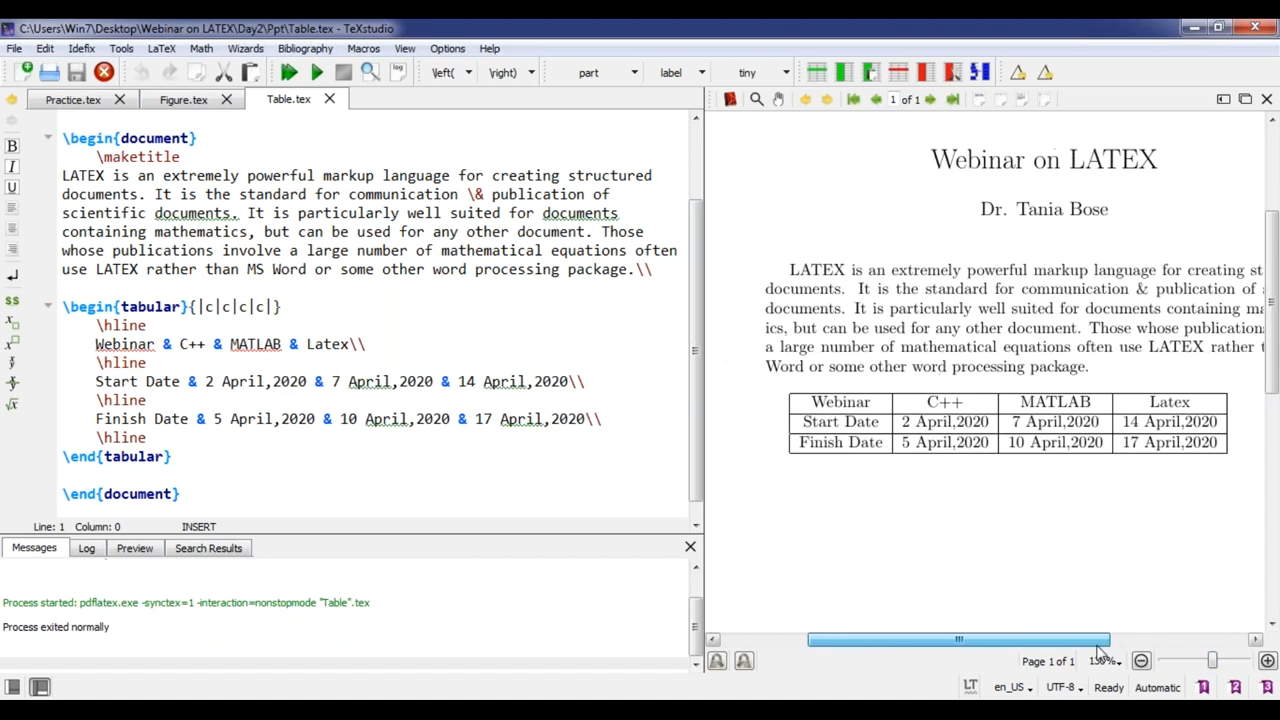 C:\Users\Win7\Desktop\Webinar on LATEX\Day2\Ppt\Table.tex - TeXstudio
File Edit Idefix Tools LaTeX Math Wizards Bibliography Macros View Options Help
log \left( \right) part label tiny
Practice.tex Figure.tex Table.tex 1 of 1
\begin{document}
\maketitle
LATEX is an extremely powerful markup language for creating structured
documents. It is the standard for communication \& publication of
scientific documents. It is particularly well suited for documents
containing mathematics, but can be used for any other document. Those
whose publications involve a large number of mathematical equations often
use LATEX rather than MS Word or some other word processing package.\\
\begin{tabular}{|c|c|c|c|}
\hline
Webinar & C++ & MATLAB & Latex\\
\hline
Start Date & 2 April,2020 & 7 April,2020 & 14 April,2020\\
\hline
Finish Date & 5 April,2020 & 10 April,2020 & 17 April,2020\\
\hline
\end{tabular}
\end{document}
Line: 1 Column: 0 INSERT
Messages Log Preview Search Results
Process started: pdflatex.exe -synctex=1 -interaction=nonstopmode "Table".tex
Process exited normally
Webinar on LATEX
Dr. Tania Bose
LATEX is an extremely powerful markup language for creating st
documents. It is the standard for communication & publication of
documents. It is particularly well suited for documents containing ma
ics, but can be used for any other document. Those whose publication
a large number of mathematical equations often use LATEX rather t
Word or some other word processing package.
Webinar C++ MATLAB Latex
Start Date 2 April,2020 7 April,2020 14 April,2020
Finish Date 5 April,2020 10 April,2020 17 April,2020
Page 1 of 1
LT en_US UTF-8 Ready Automatic 1 2 3